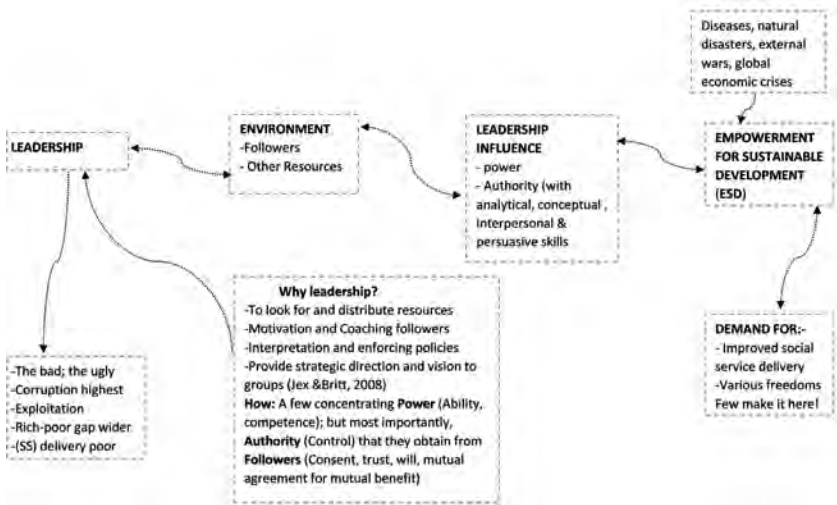 Diseases, natural
disasters, external
wars, global
economic crises
LEADERSHIP
ENVIRONMENT
-Followers
- Other Resources
LEADERSHIP
INFLUENCE
- power
- Authority (with
analytical, conceptual ,
Interpersonal &
persuasive skills
EMPOWERMENT
FOR SUSTAINABLE
DEVELOPMENT
(ESD)
Why leadership?
-To look for and distribute resources
-Motivation and Coaching followers
-Interpretation and enforcing policies
-Provide strategic direction and vision to
groups (Jex &Britt, 2008)
How: A few concentrating Power (Ability,
competence); but most importantly,
Authority (Control) that they obtain from
Followers (Consent, trust, will, mutual
agreement for mutual benefit)
-The bad; the ugly
-Corruption highest
-Exploitation
-Rich-poor gap wider
-(SS) delivery poor
DEMAND FOR:-
- Improved social
service delivery
-Various freedoms
Few make it here!